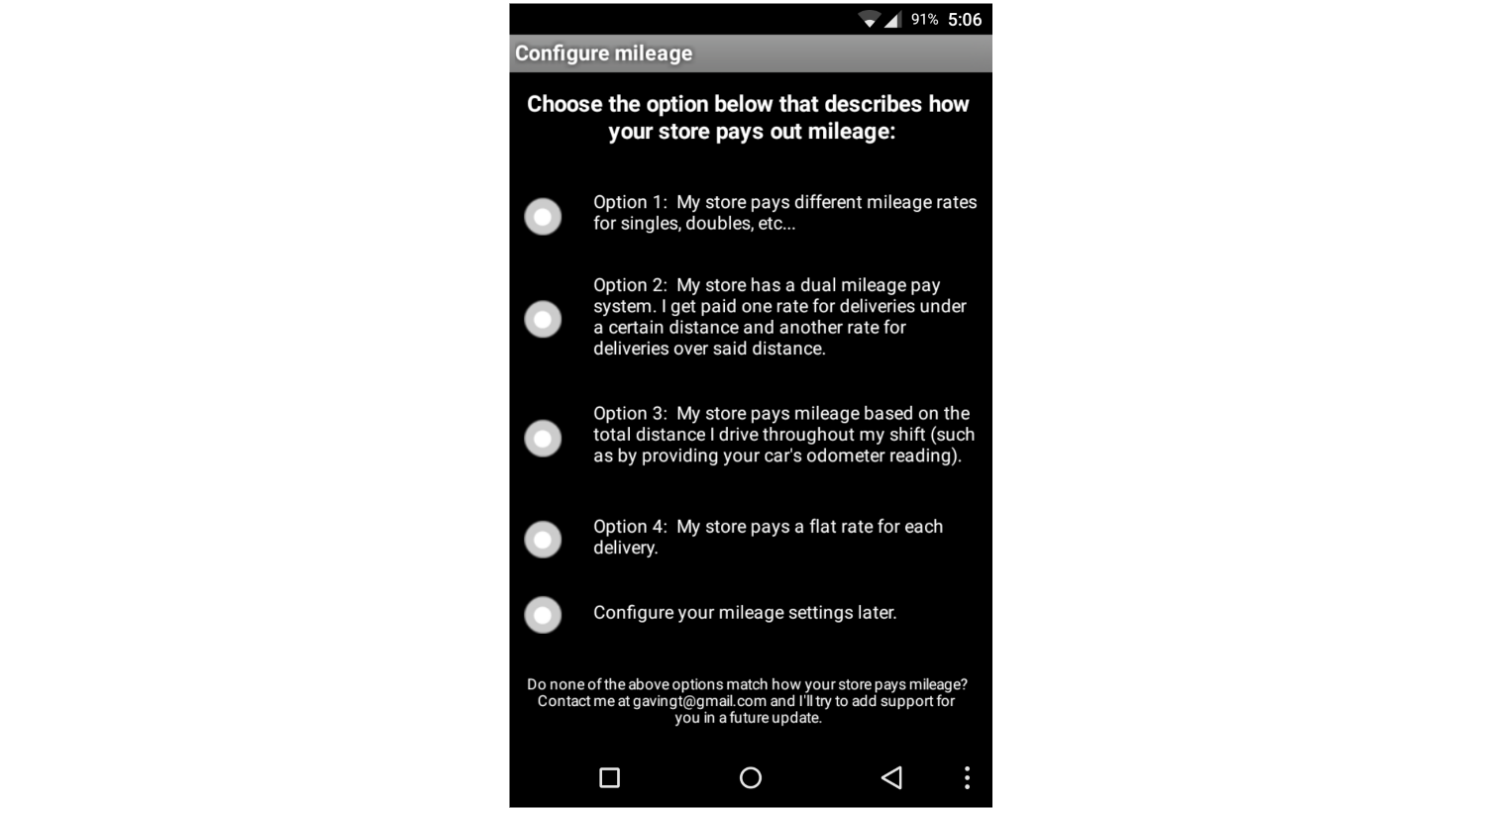 91% 5:06
Configure mileage
Choose the option below that describes how
your store pays out mileage:
Option 1:  My store pays different mileage rates
for singles, doubles, etc...
Option 2:  My store has a dual mileage pay
system. I get paid one rate for deliveries under
a certain distance and another rate for
deliveries over said distance.
Option 3:  My store pays mileage based on the
total distance I drive throughout my shift (such
as by providing your car's odometer reading).
Option 4:  My store pays a flat rate for each
delivery.
Configure your mileage settings later.
Do none of the above options match how your store pays mileage?
Contact me at gavingt@gmail.com and I'll try to add support for
you in a future update.